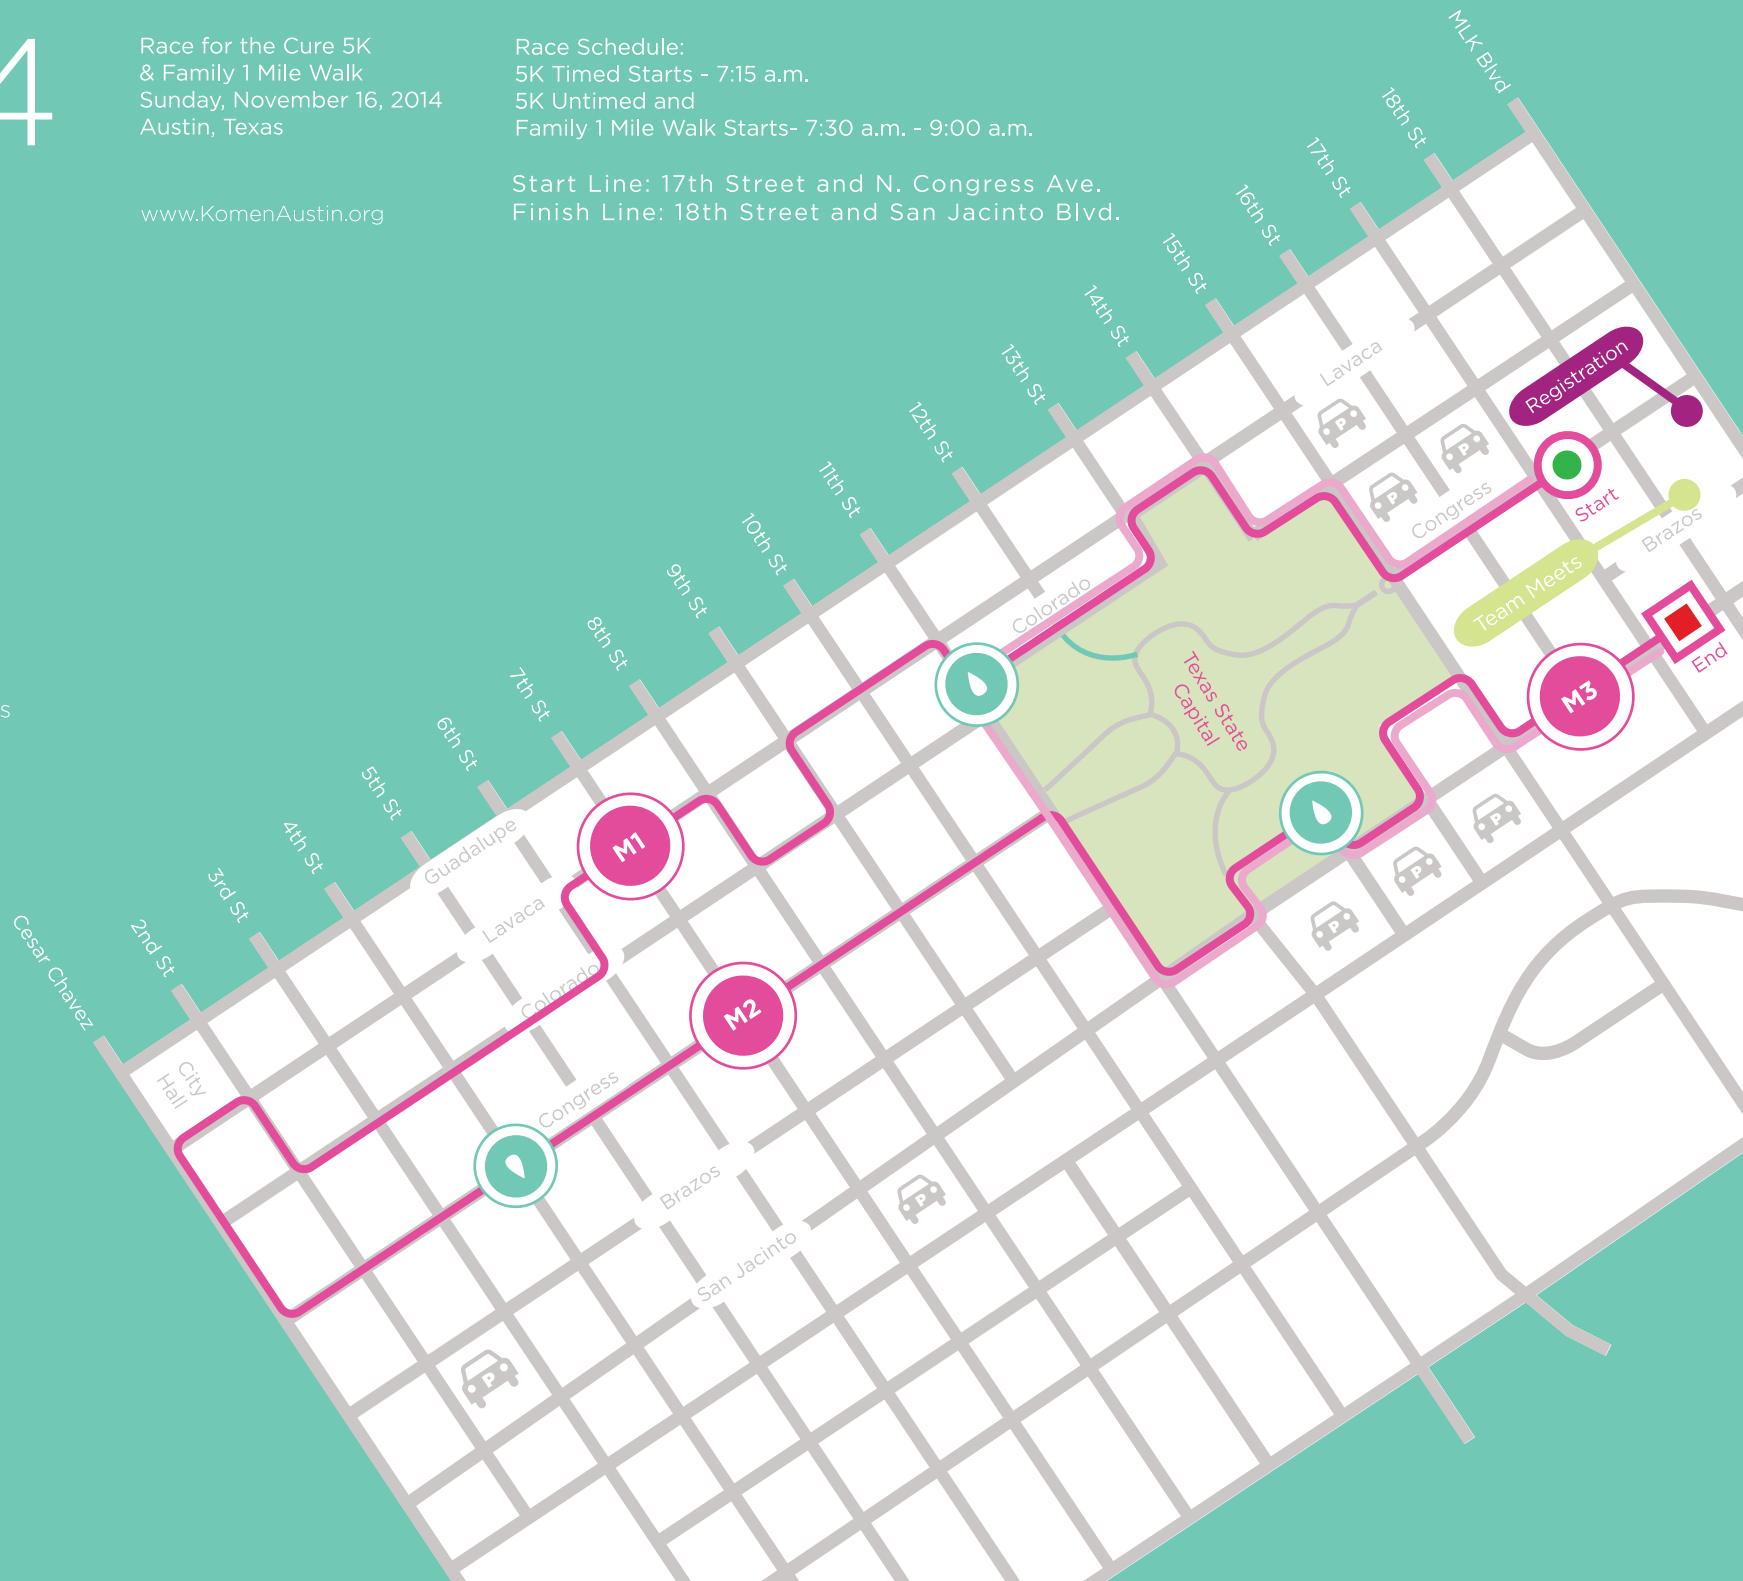 4
Race for the Cure 5K
& Family 1 Mile Walk
Sunday, November 16, 2014
Austin, Texas
www.KomenAustin.org
Race Schedule:
5K Timed Starts - 7:15 a.m.
5K Untimed and
Family 1 Mile Walk Starts- 7:30 a.m. - 9:00 a.m.
Start Line: 17th Street and N. Congress Ave.
Finish Line: 18th Street and San Jacinto Blvd.
MLK Blvd
18th St
17th St
16th St
15th St
14th St
13th St
12th St
11th St
10th St
9th St
8th St
7th St
6th St
5th St
4th St
3rd St
2nd St
Cesar Chavez
Lavaca
Registration
P
P
P
Congress
Start
Brazos
Team Meets
End
M3
Colorado
Texas State
Capital
P
P
P
s
Guadalupe
M1
Lavaca
Colorado
M2
City
Hall
Congress
Brazos
San Jacinto
P
P